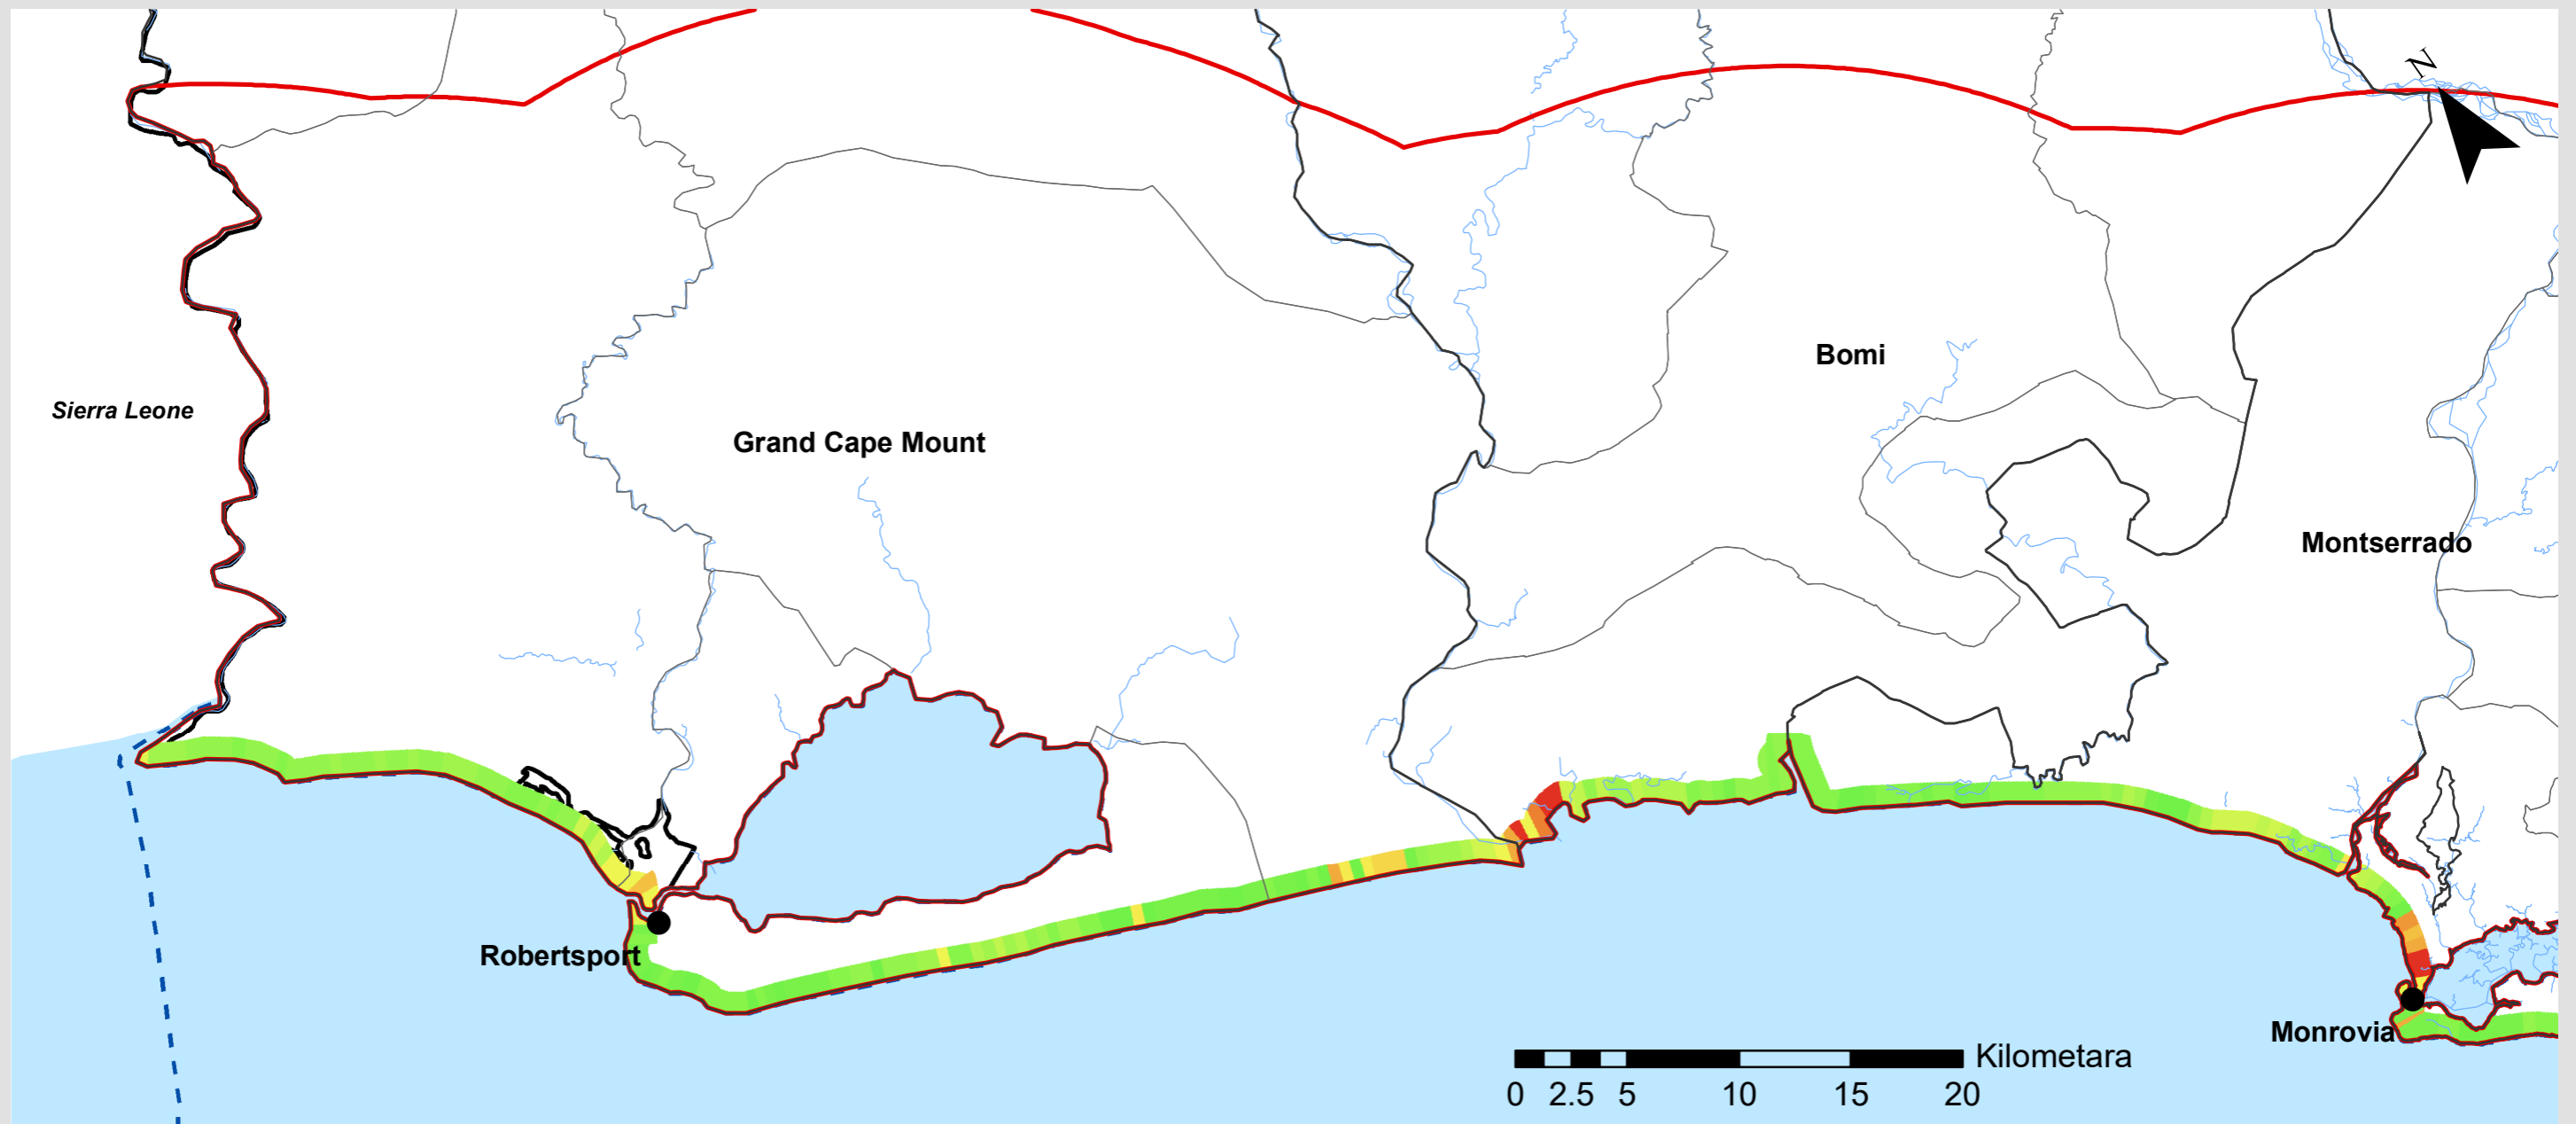 N
Bomi
Sierra Leone
Grand Cape Mount
Montserrado
Robertsport
Monrovia
Kilometara
0 2.5 5 10 15 20